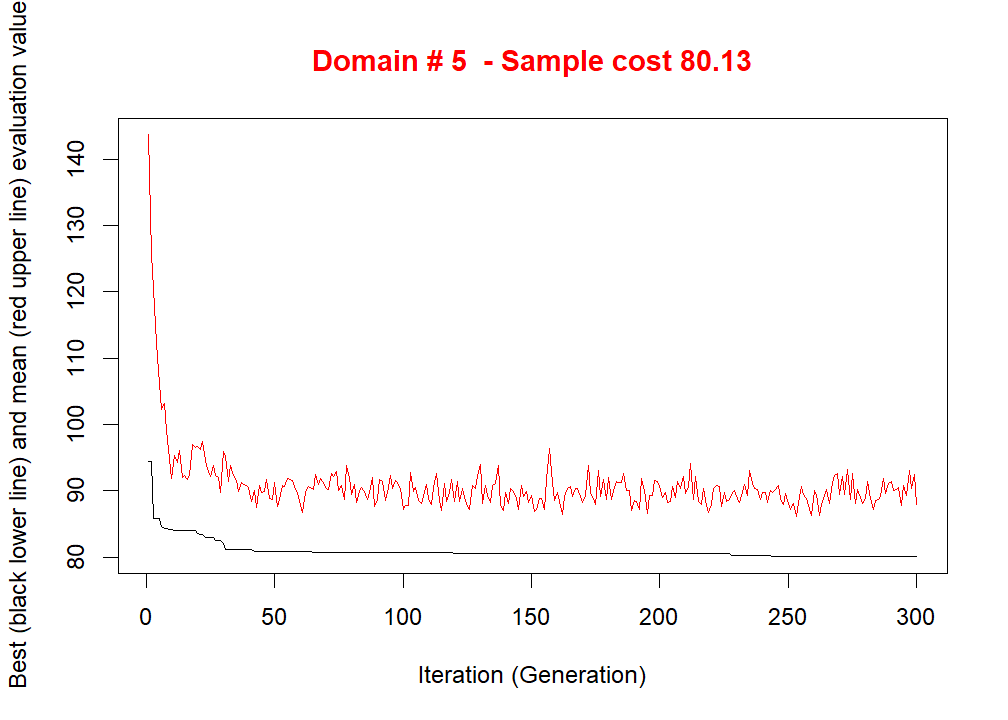 Domain # 5  - Sample cost 80.13
Best (black lower line) and mean (red upper line) evaluation value
140
130
120
110
100
90
80
0 50 100 150 200 250 300
Iteration (Generation)